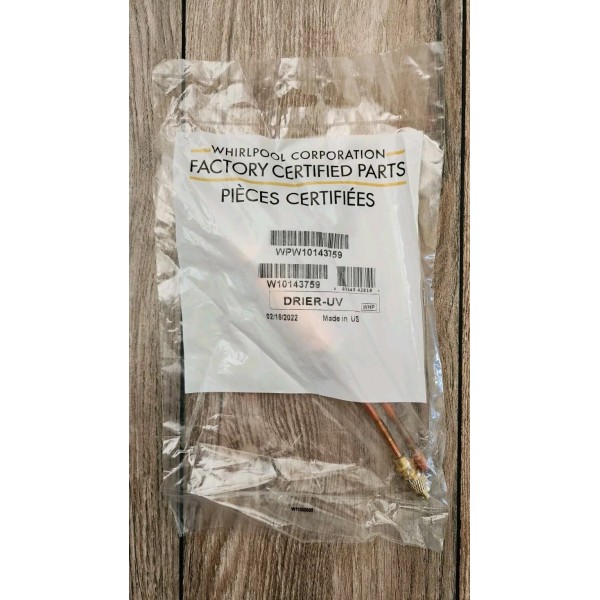 WHIRLPOOL CORPORATION
FACTORY CERTIFIED PARTS
PIÈCES CERTIFIÉES
WPW10143759
W10143759
DRIER-UV
WHP
02/16/2022 Made in US